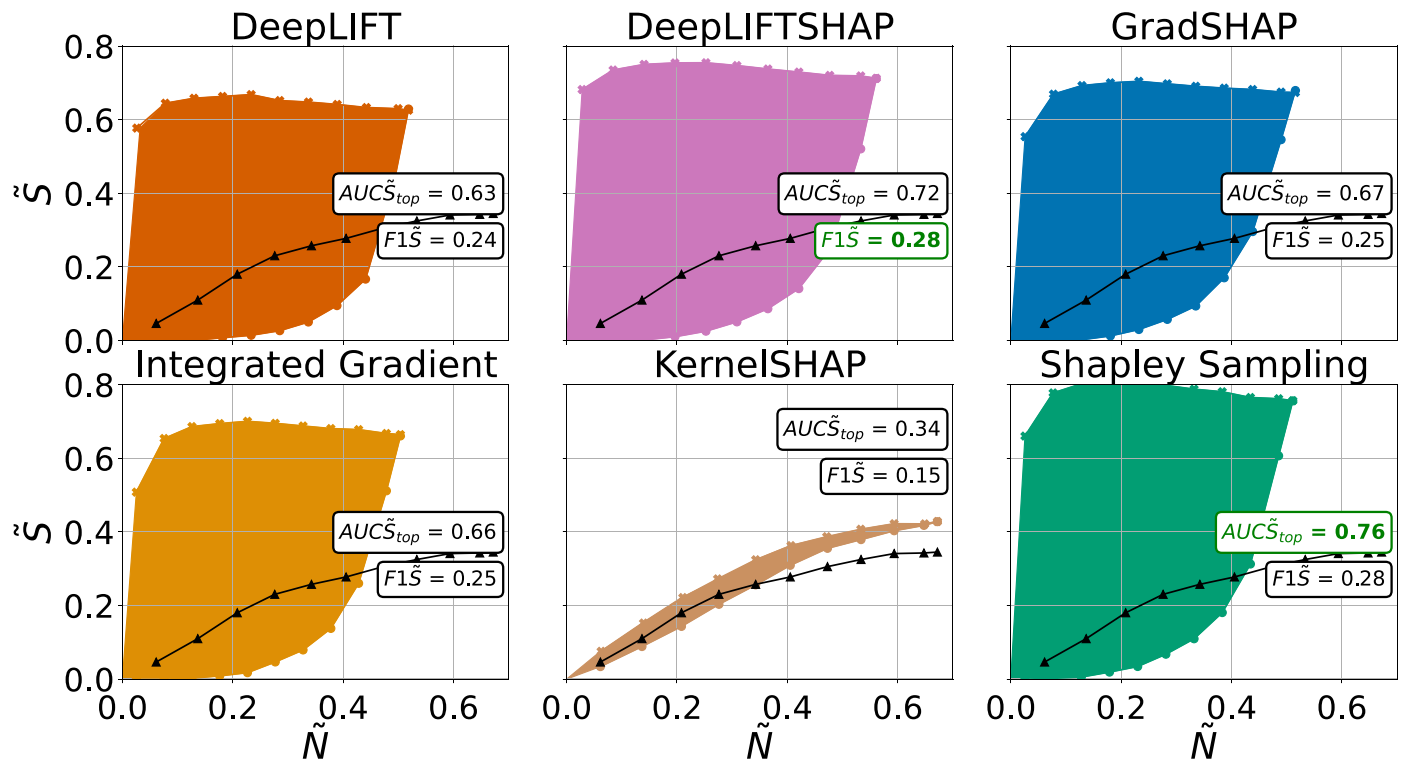 DeepLIFT DeepLIFTSHAP GradSHAP
0.8
0.6
S̃
0.4
0.2
0.0
AUCS̃top = 0.63
F1S̃ = 0.24
AUCS̃top = 0.72
F1S̃ = 0.28
AUCS̃top = 0.67
F1S̃ = 0.25
Integrated Gradient KernelSHAP Shapley Sampling
0.8
0.6
S̃
0.4
0.2
0.0
AUCS̃top = 0.66
F1S̃ = 0.25
AUCS̃top = 0.34
F1S̃ = 0.15
AUCS̃top = 0.76
F1S̃ = 0.28
0.0 0.2 0.4 0.6 0.0 0.2 0.4 0.6 0.0 0.2 0.4 0.6
Ñ Ñ Ñ